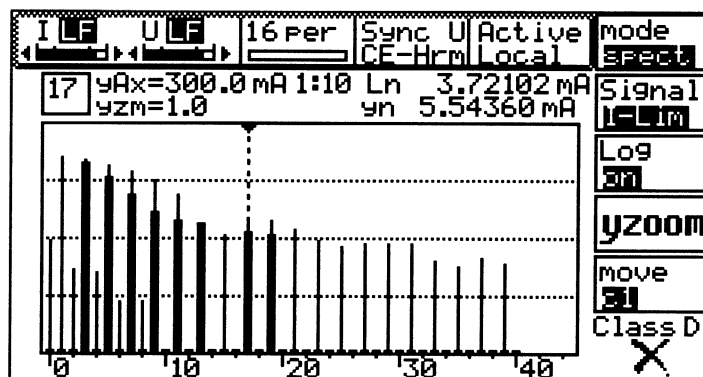 I LF U LF 16 per Sync U Active mode
CE-Hrm Local spect
17 yAx=300.0 mA 1:10 Ln 3.72102 mA
yzm=1.0 yn 5.54360 mA
Signal
I-Lim
Log
on
yzoom
move
c1
Class D
0 10 20 30 40